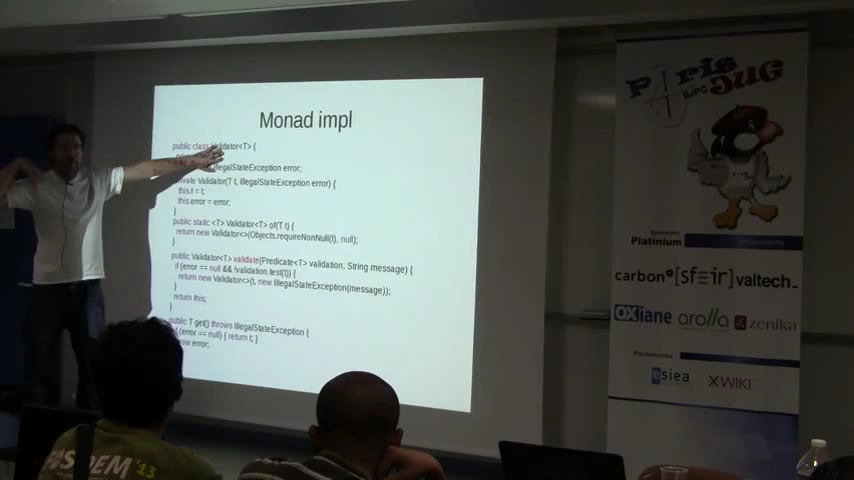 Monad impl
public class Validator<T> {
IllegalStateException error;
Validator(T t, IllegalStateException error) {
this.t = t;
this.error = error;
}
public static <T> Validator<T> of(T t) {
return new Validator<>(Objects.requireNonNull(t), null);
}
public Validator<T> validate(Predicate<T> validation, String message) {
if (error == null && !validation.test(t)) {
return new Validator<>(t, new IllegalStateException(message));
}
return this;
}
public T get() throws IllegalStateException {
(error == null) { return t; }
error;
Paris
JUG
Sponsors
Platinium
carbon
[sfeir]
valtech_
oxiane
arolla
zenika
Partenaires
esiea
XWIKI
FOSDEM'13